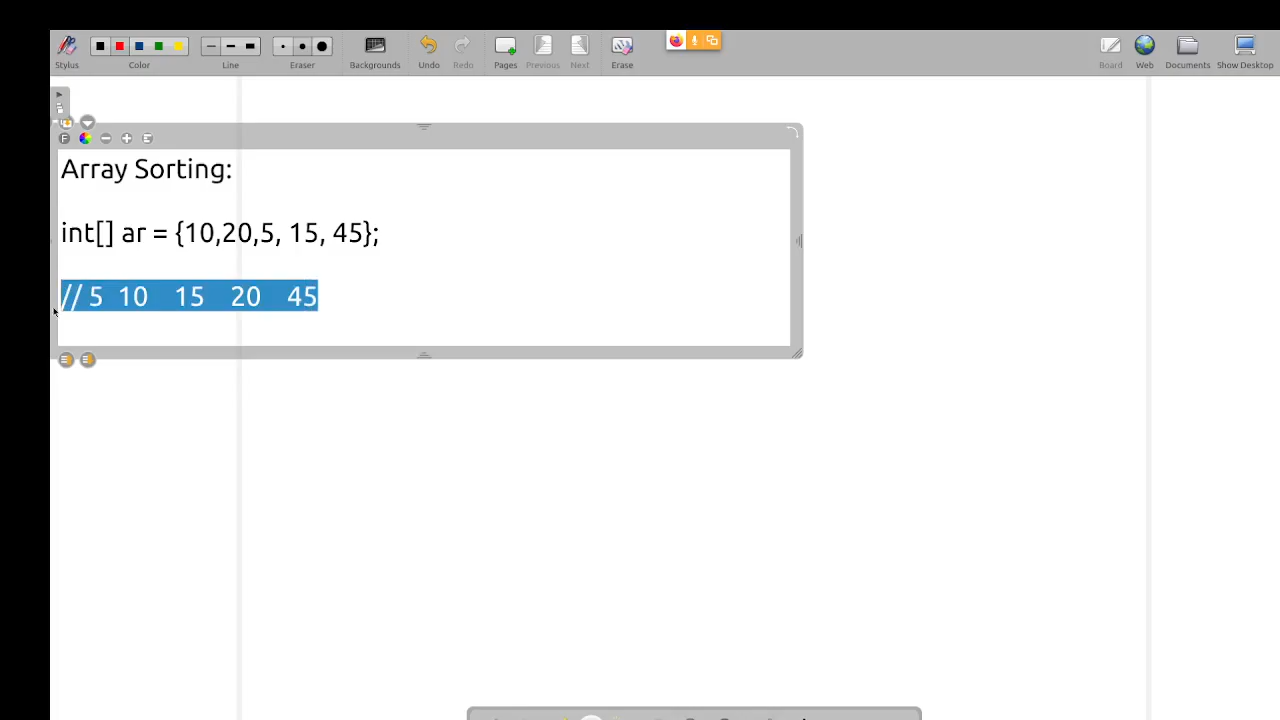 Stylus Color Line Eraser Backgrounds Undo Redo Pages Previous Next Erase Board Web Documents Show Desktop
F
Array Sorting:
int[] ar = {10,20,5, 15, 45};
// 5 10 15 20 45